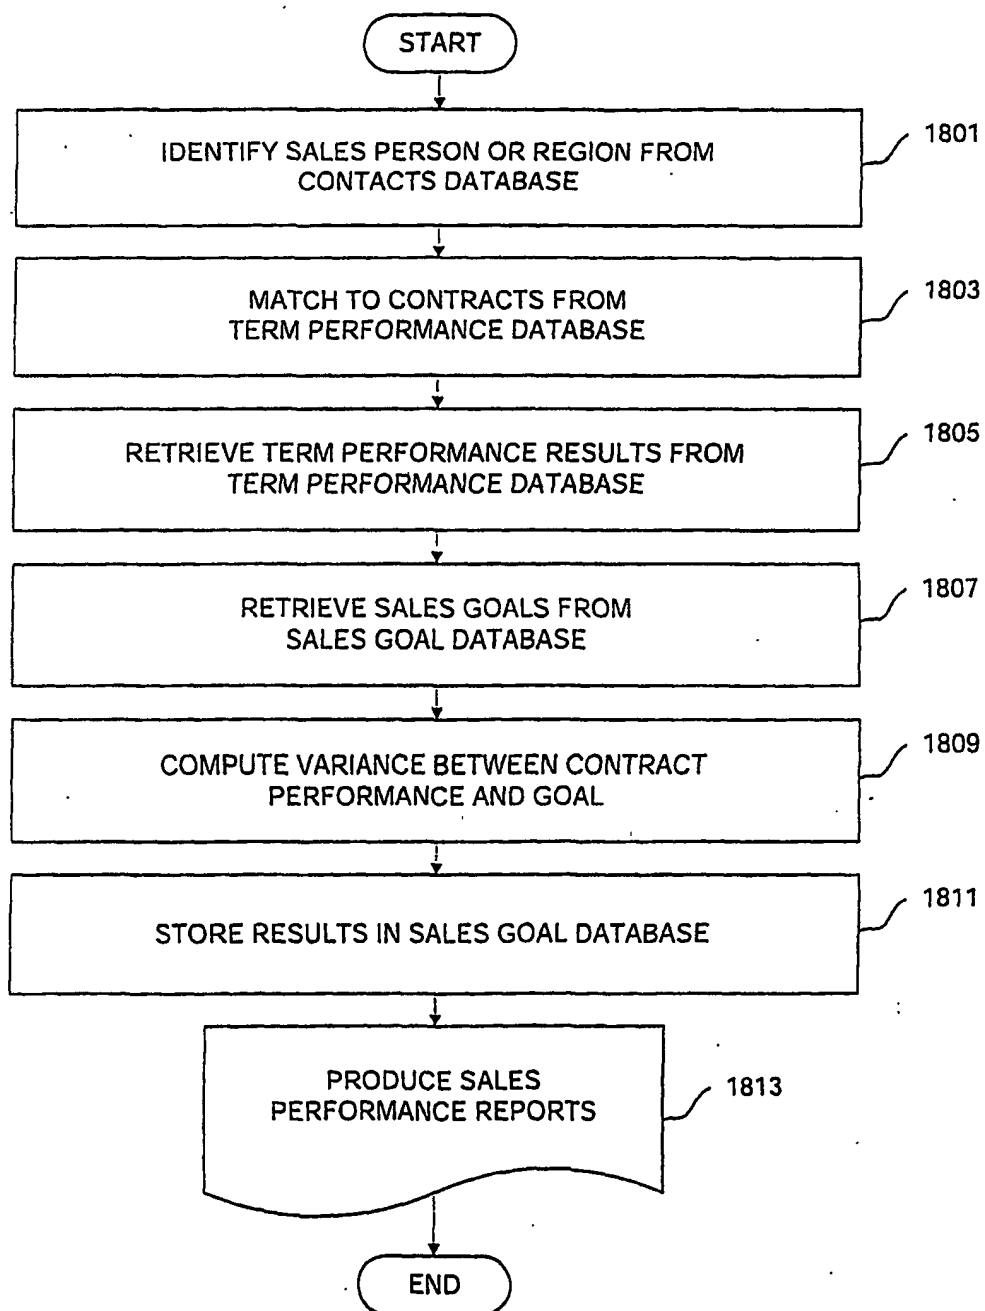 START
IDENTIFY SALES PERSON OR REGION FROM
CONTACTS DATABASE
1801
MATCH TO CONTRACTS FROM
TERM PERFORMANCE DATABASE
1803
RETRIEVE TERM PERFORMANCE RESULTS FROM
TERM PERFORMANCE DATABASE
1805
RETRIEVE SALES GOALS FROM
SALES GOAL DATABASE
1807
COMPUTE VARIANCE BETWEEN CONTRACT
PERFORMANCE AND GOAL
1809
STORE RESULTS IN SALES GOAL DATABASE
1811
PRODUCE SALES
PERFORMANCE REPORTS
1813
END